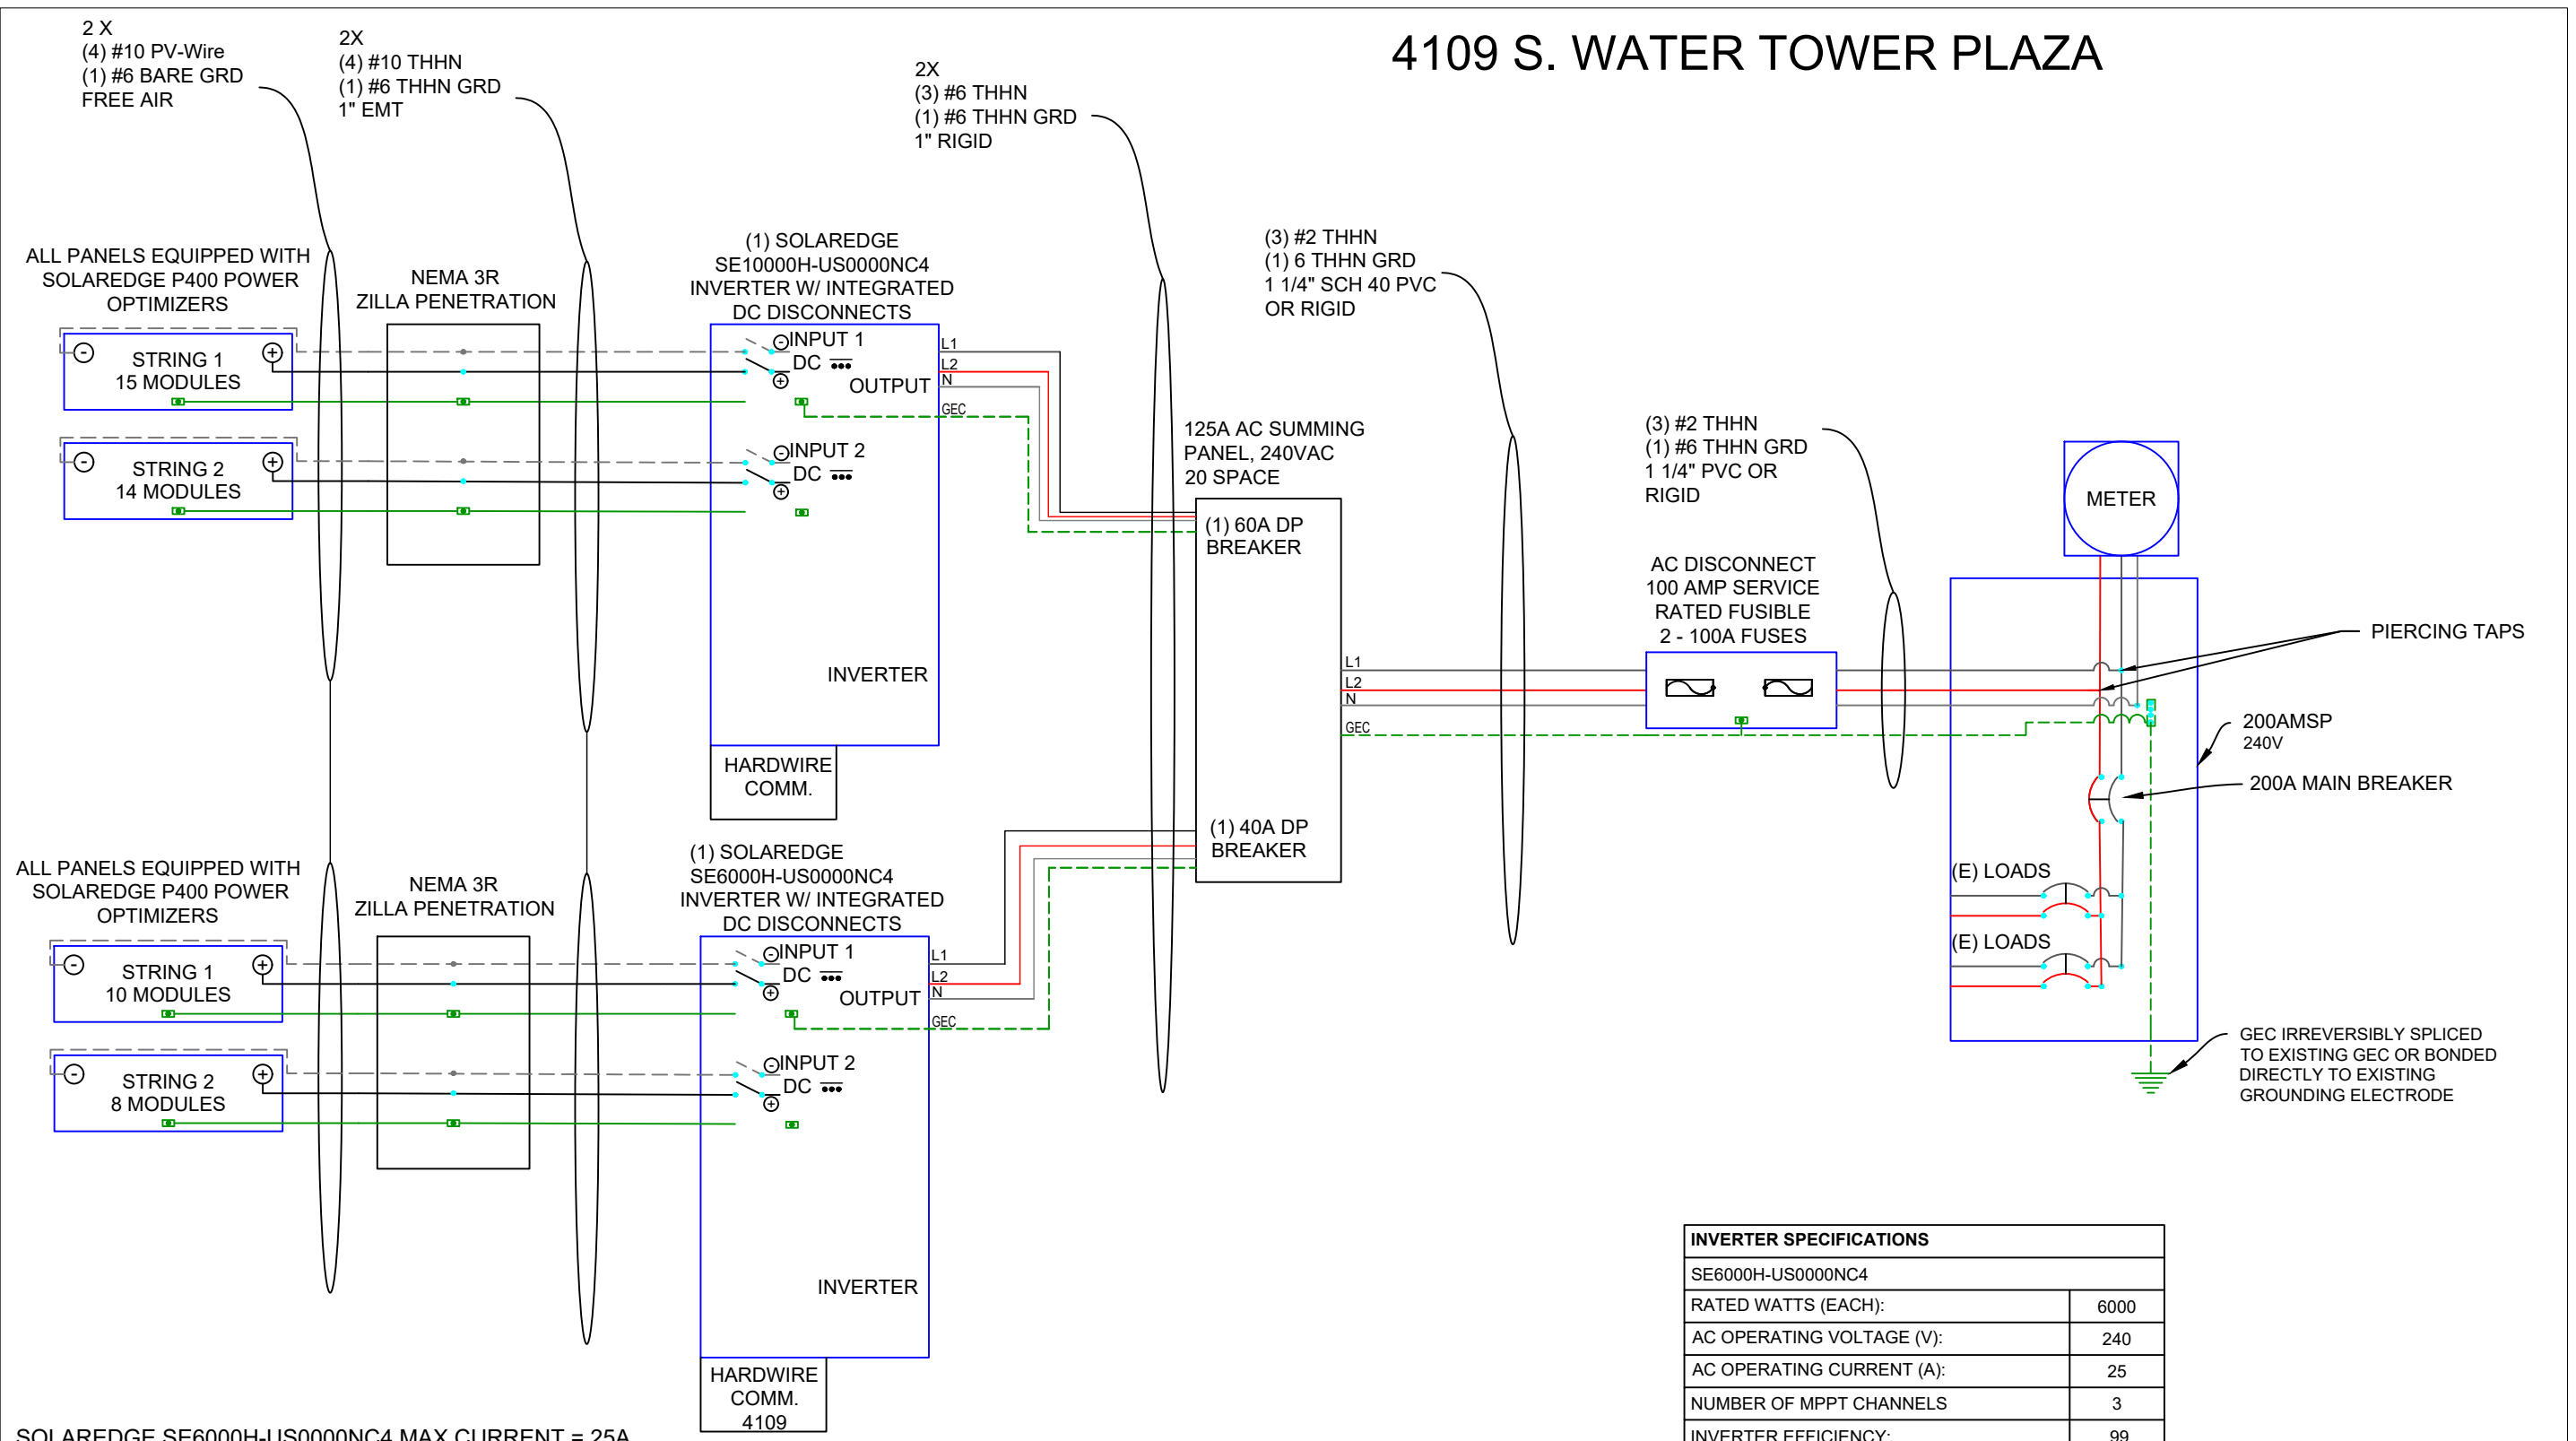 4109 S. WATER TOWER PLAZA
2 X
(4) #10 PV-Wire
(1) #6 BARE GRD
FREE AIR
2X
(4) #10 THHN
(1) #6 THHN GRD
1" EMT
2X
(3) #6 THHN
(1) #6 THHN GRD
1" RIGID
(3) #2 THHN
(1) 6 THHN GRD
1 1/4" SCH 40 PVC
OR RIGID
(3) #2 THHN
(1) #6 THHN GRD
1 1/4" PVC OR
RIGID
ALL PANELS EQUIPPED WITH
SOLAREDGE P400 POWER
OPTIMIZERS
NEMA 3R
ZILLA PENETRATION
(1) SOLAREDGE
SE10000H-US0000NC4
INVERTER W/ INTEGRATED
DC DISCONNECTS
- +
STRING 1
15 MODULES
- +
STRING 2
14 MODULES
- INPUT 1
DC
+
OUTPUT
L1
L2
N
GEC
- INPUT 2
DC
+
INVERTER
HARDWIRE
COMM.
125A AC SUMMING
PANEL, 240VAC
20 SPACE
(1) 60A DP
BREAKER
(1) 40A DP
BREAKER
L1
L2
N
GEC
AC DISCONNECT
100 AMP SERVICE
RATED FUSIBLE
2 - 100A FUSES
METER
PIERCING TAPS
200AMSP
240V
200A MAIN BREAKER
(E) LOADS
(E) LOADS
GEC IRREVERSIBLY SPLICED
TO EXISTING GEC OR BONDED
DIRECTLY TO EXISTING
GROUNDING ELECTRODE
ALL PANELS EQUIPPED WITH
SOLAREDGE P400 POWER
OPTIMIZERS
NEMA 3R
ZILLA PENETRATION
(1) SOLAREDGE
SE6000H-US0000NC4
INVERTER W/ INTEGRATED
DC DISCONNECTS
- +
STRING 1
10 MODULES
- +
STRING 2
8 MODULES
- INPUT 1
DC
+
OUTPUT
L1
L2
N
GEC
- INPUT 2
DC
+
INVERTER
HARDWIRE
COMM.
4109
INVERTER SPECIFICATIONS
SE6000H-US0000NC4
RATED WATTS (EACH): 6000
AC OPERATING VOLTAGE (V): 240
AC OPERATING CURRENT (A): 25
NUMBER OF MPPT CHANNELS 3
INVERTER EFFICIENCY: 99
SOLAREDGE SE6000H-US0000NC4 MAX CURRENT = 25A